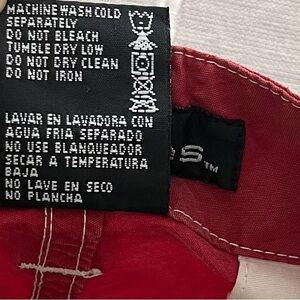 MACHINE WASH COLD
SEPARATELY
DO NOT BLEACH
TUMBLE DRY LOW
DO NOT DRY CLEAN
DO NOT IRON
LAVAR EN LAVADORA CON
AGUA FRIA SEPARADO
NO USE BLANQUEADOR
SECAR A TEMPERATURA
BAJA
NO LAVE EN SECO
NO PLANCHA
es™